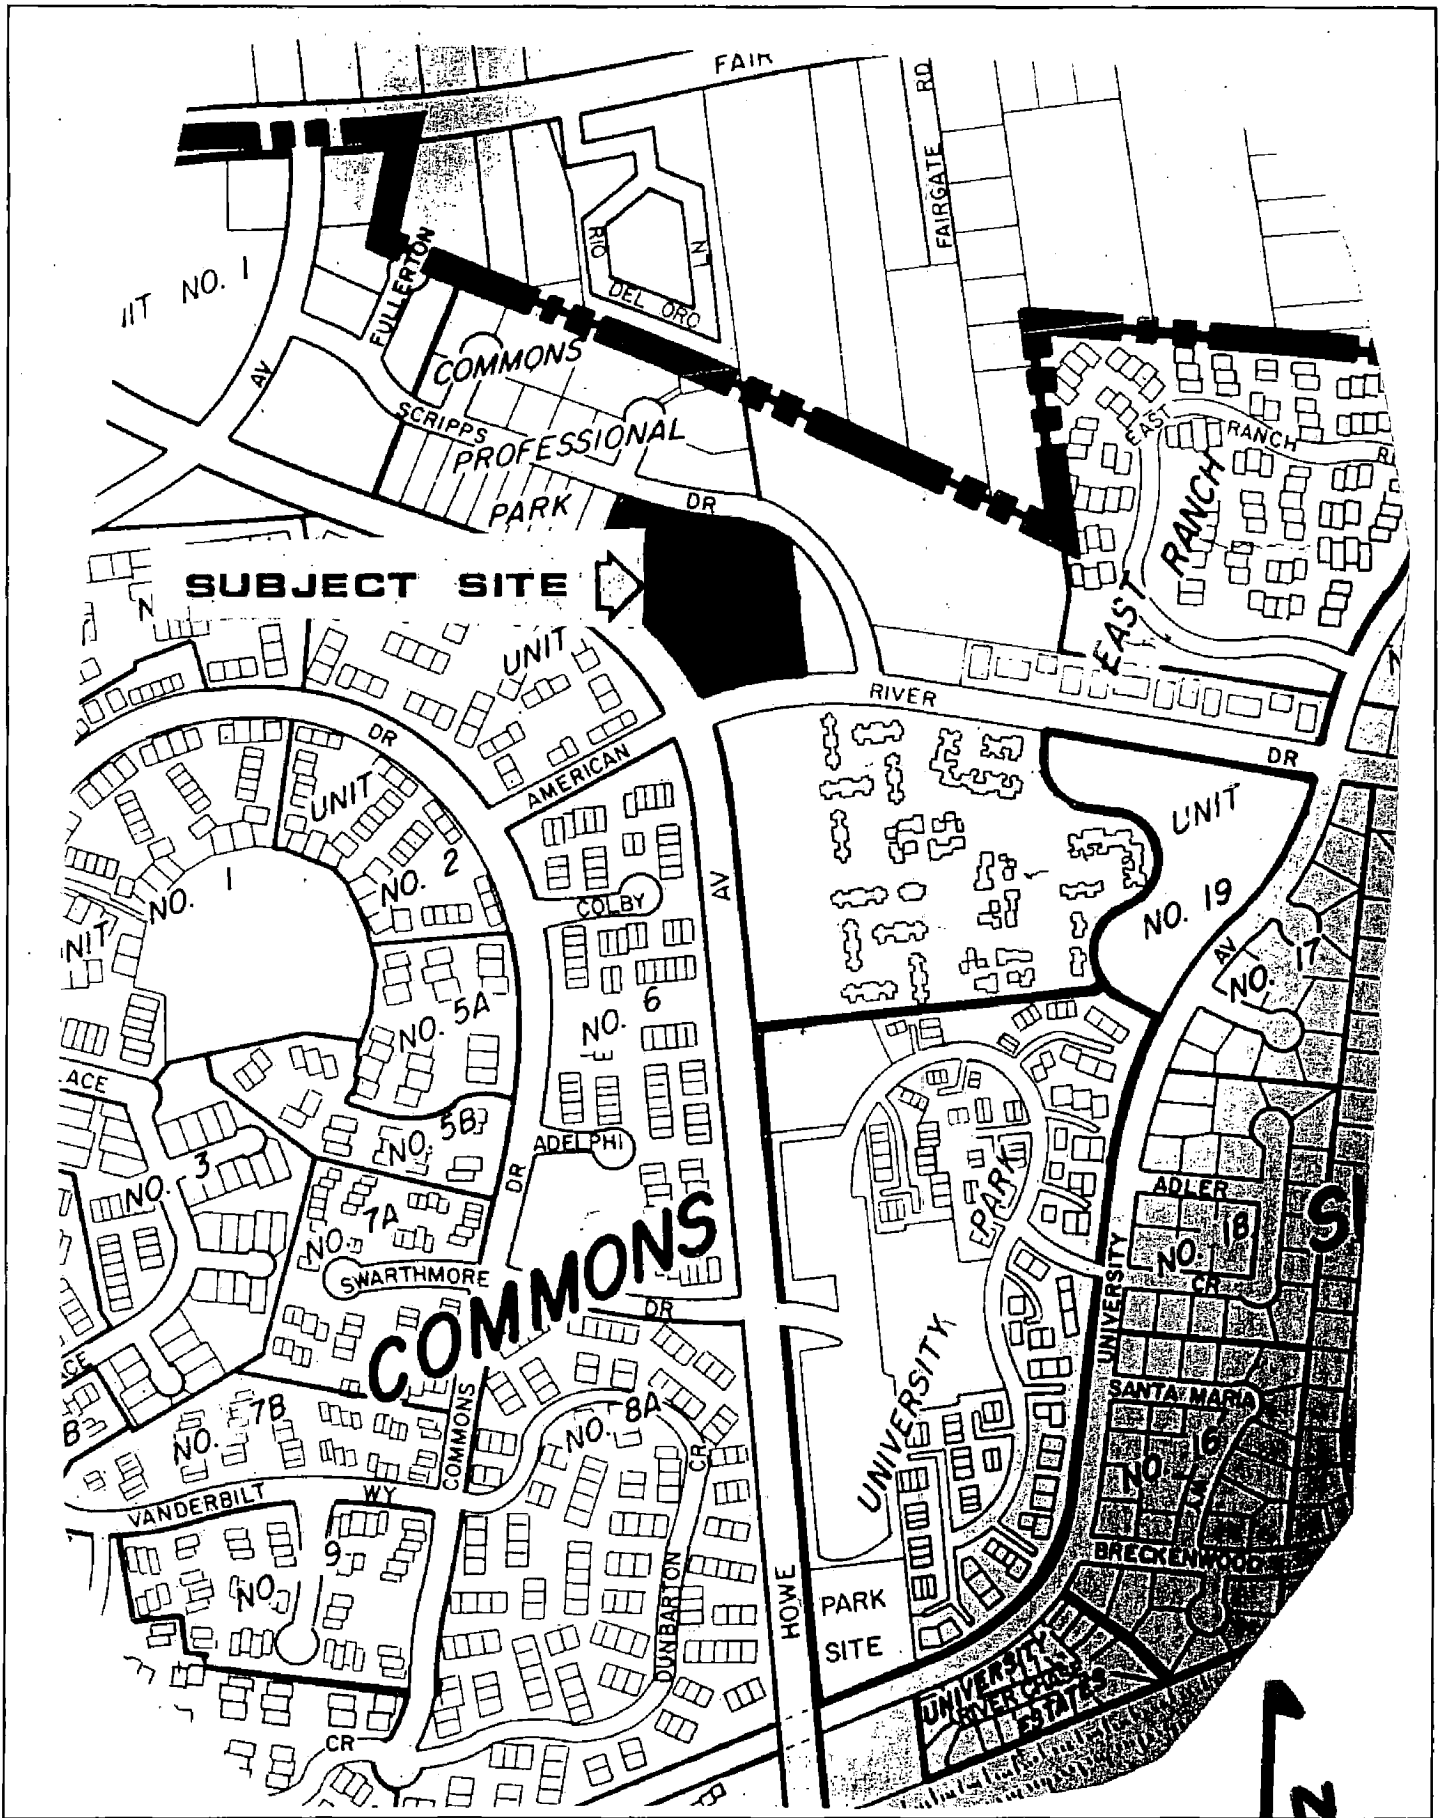 FAIR
FAIRGATE RD
FULLERTON
RIO
LN
DEL ORO
NO. 1
AV
COMMONS
SCRIPPS
PROFESSIONAL
PARK
DR
EAST
RANCH
EAST
RANCH
SUBJECT SITE
UNIT
RIVER
DR
DR
AMERICAN
UNIT
NO. 2
UNIT
NO. 19
NO. 1
COLBY
AV
AV
NO. 17
NO. 5A
NO. 6
NO. 5B
ADELPHI
DR
NO. 3
NO. 7A
SWARTHMORE
COMMONS
DR
PARK
UNIVERSITY
ADLER
NO. 18
CR
S
UNIVERSITY
SANTA MARIA
NO. 16
BRECKENWOOD
NO. 7B
COMMONS
NO. 8A
CR
VANDERBILT WY
NO. 9
DUNBARTON
HOWE
PARK
SITE
UNIVERSITY
RIVER CHASE
ESTATES
CR
N